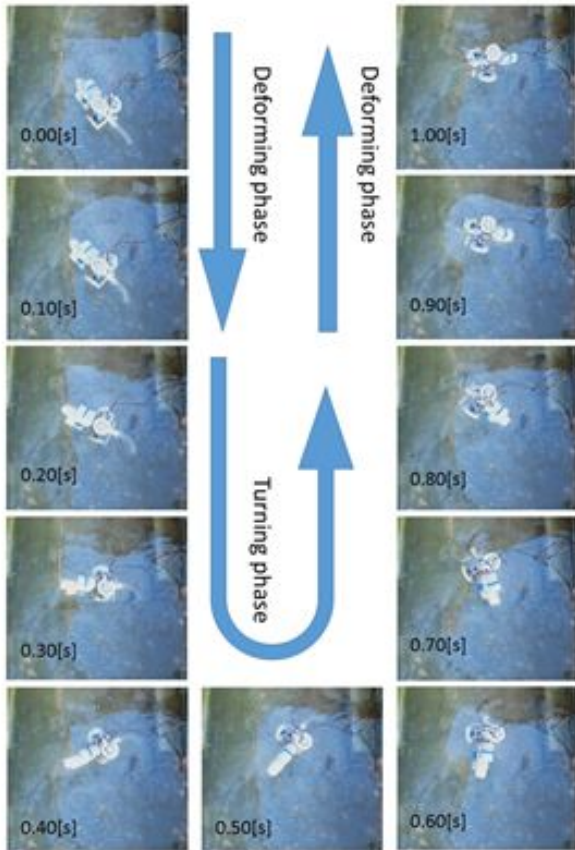 0.00[s]
0.10[s]
0.20[s]
0.30[s]
0.40[s]
0.50[s]
0.60[s]
0.70[s]
0.80[s]
0.90[s]
1.00[s]
Deforming phase
Turning phase
Deforming phase